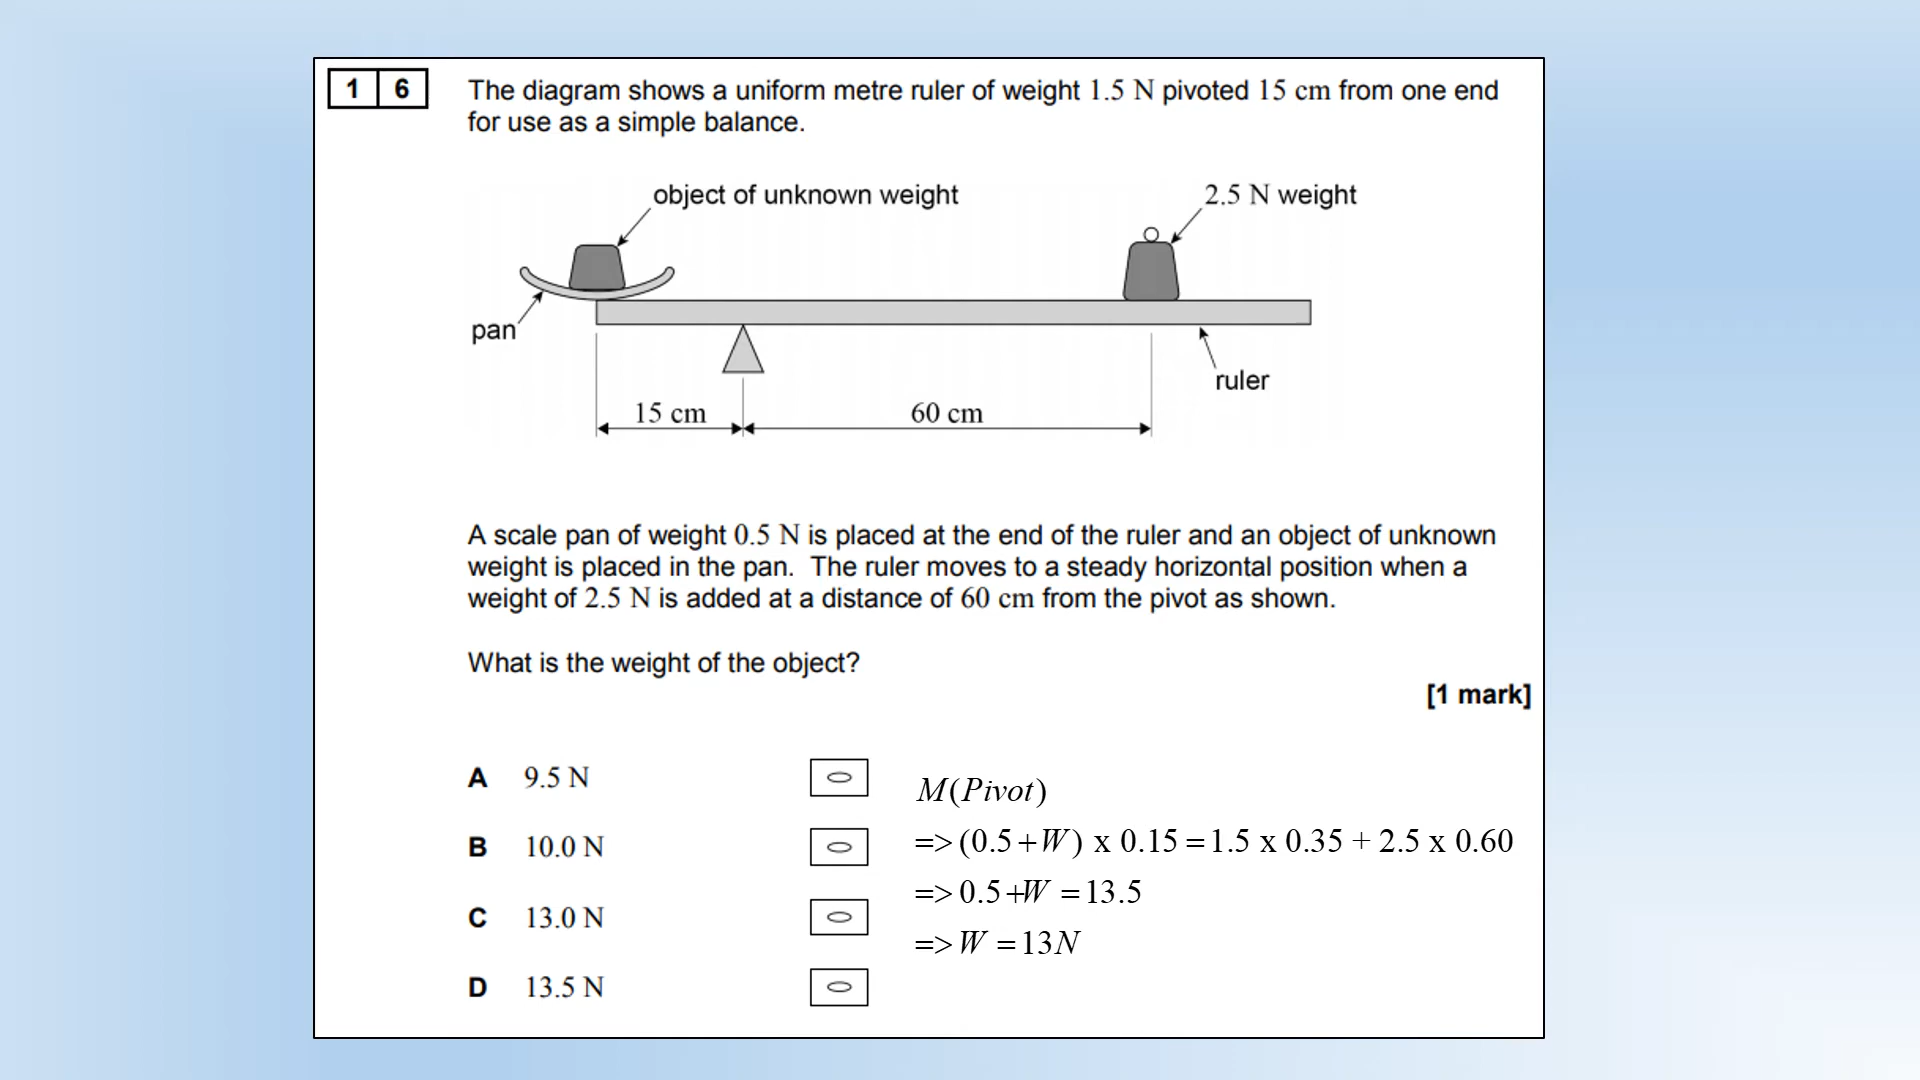 1 6 The diagram shows a uniform metre ruler of weight 1.5 N pivoted 15 cm from one end
for use as a simple balance.
object of unknown weight
2.5 N weight
pan
ruler
15 cm
60 cm
A scale pan of weight 0.5 N is placed at the end of the ruler and an object of unknown
weight is placed in the pan. The ruler moves to a steady horizontal position when a
weight of 2.5 N is added at a distance of 60 cm from the pivot as shown.
What is the weight of the object?
[1 mark]
A 9.5 N
B 10.0 N
C 13.0 N
D 13.5 N
M(Pivot)
=> (0.5+W) x 0.15 = 1.5 x 0.35 + 2.5 x 0.60
=> 0.5+W = 13.5
=> W = 13N